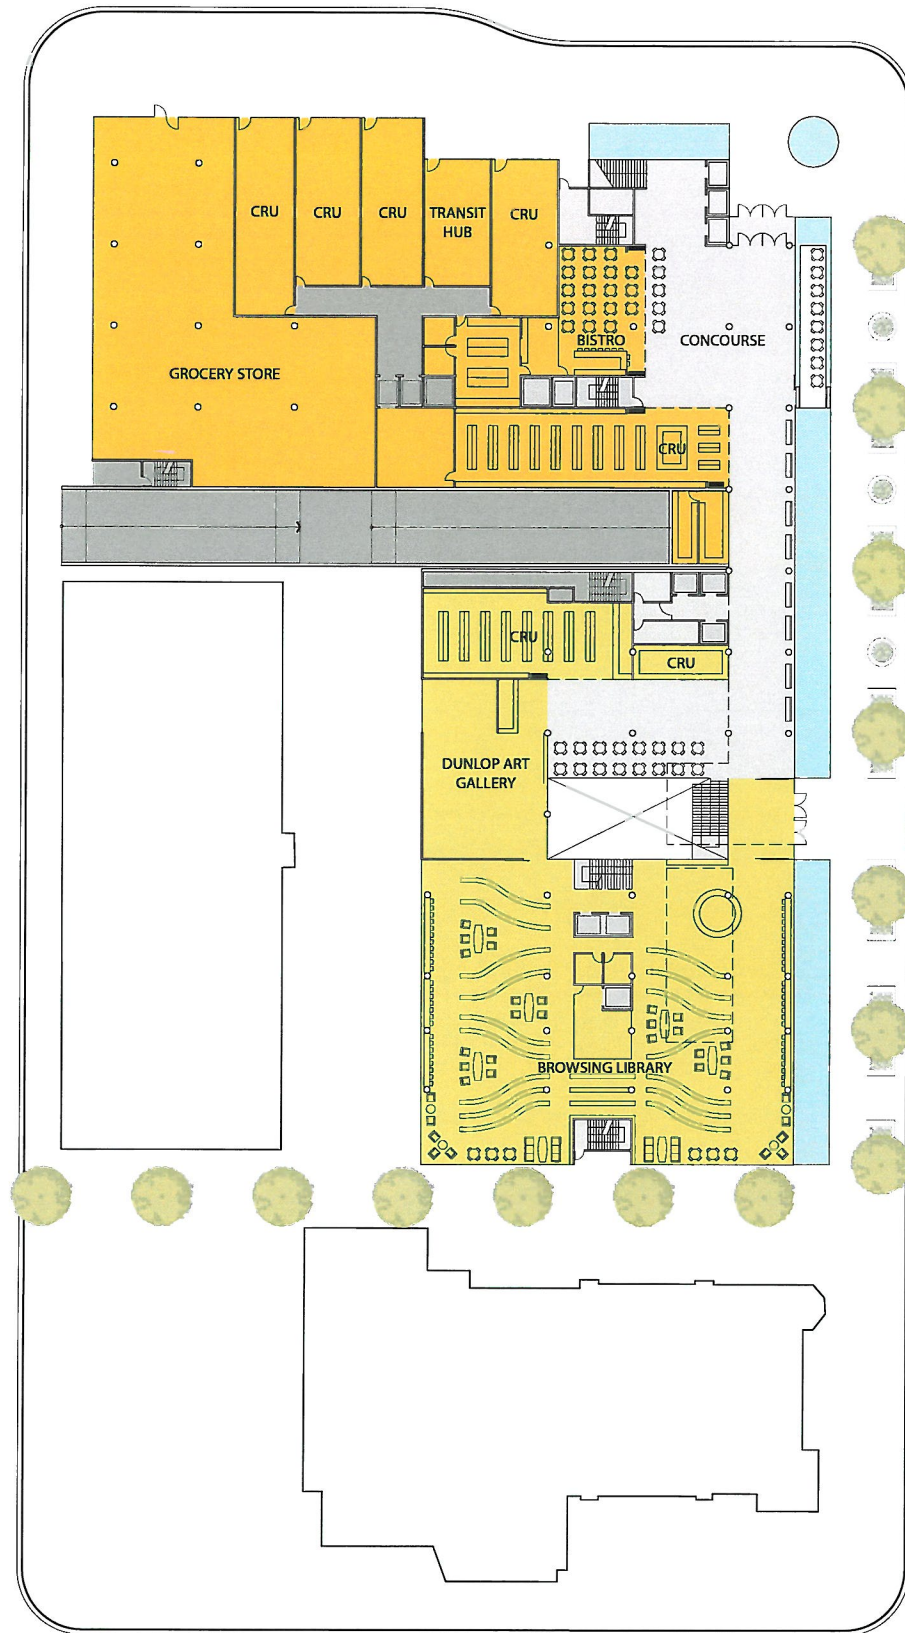 CRU
CRU
CRU
TRANSIT
HUB
CRU
BISTRO
CONCOURSE
GROCERY STORE
CRU
CRU
CRU
DUNLOP ART
GALLERY
BROWSING LIBRARY